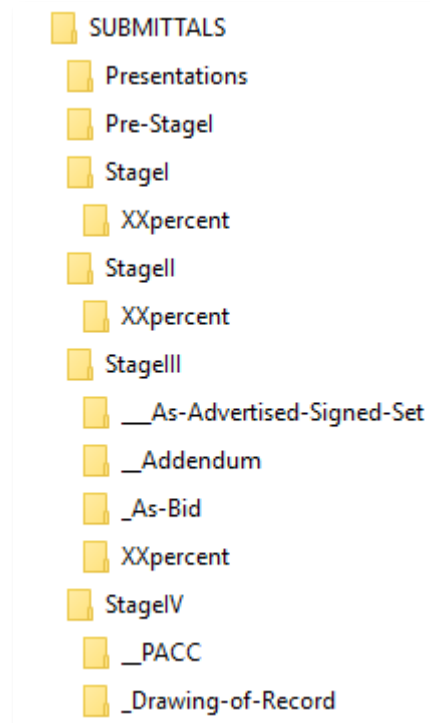 SUBMITTALS
Presentations
Pre-StageI
StageI
XXpercent
StageII
XXpercent
StageIII
___As-Advertised-Signed-Set
__Addendum
_As-Bid
XXpercent
StageIV
__PACC
_Drawing-of-Record